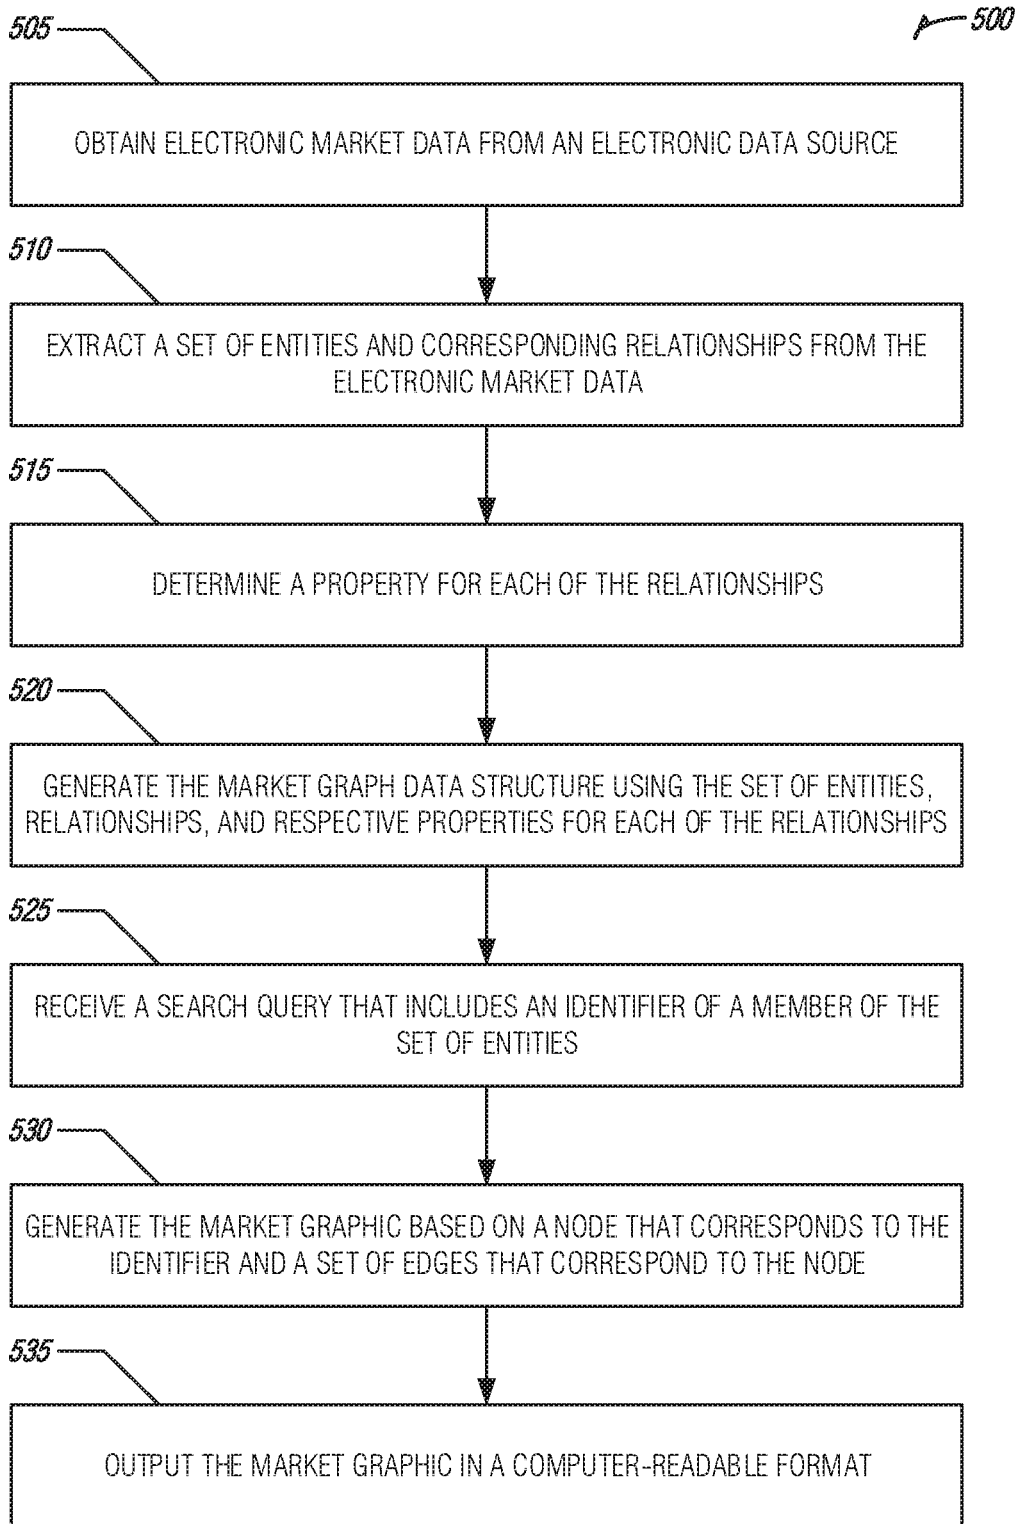 505
500
OBTAIN ELECTRONIC MARKET DATA FROM AN ELECTRONIC DATA SOURCE
510
EXTRACT A SET OF ENTITIES AND CORRESPONDING RELATIONSHIPS FROM THE
ELECTRONIC MARKET DATA
515
DETERMINE A PROPERTY FOR EACH OF THE RELATIONSHIPS
520
GENERATE THE MARKET GRAPH DATA STRUCTURE USING THE SET OF ENTITIES,
RELATIONSHIPS, AND RESPECTIVE PROPERTIES FOR EACH OF THE RELATIONSHIPS
525
RECEIVE A SEARCH QUERY THAT INCLUDES AN IDENTIFIER OF A MEMBER OF THE
SET OF ENTITIES
530
GENERATE THE MARKET GRAPHIC BASED ON A NODE THAT CORRESPONDS TO THE
IDENTIFIER AND A SET OF EDGES THAT CORRESPOND TO THE NODE
535
OUTPUT THE MARKET GRAPHIC IN A COMPUTER-READABLE FORMAT